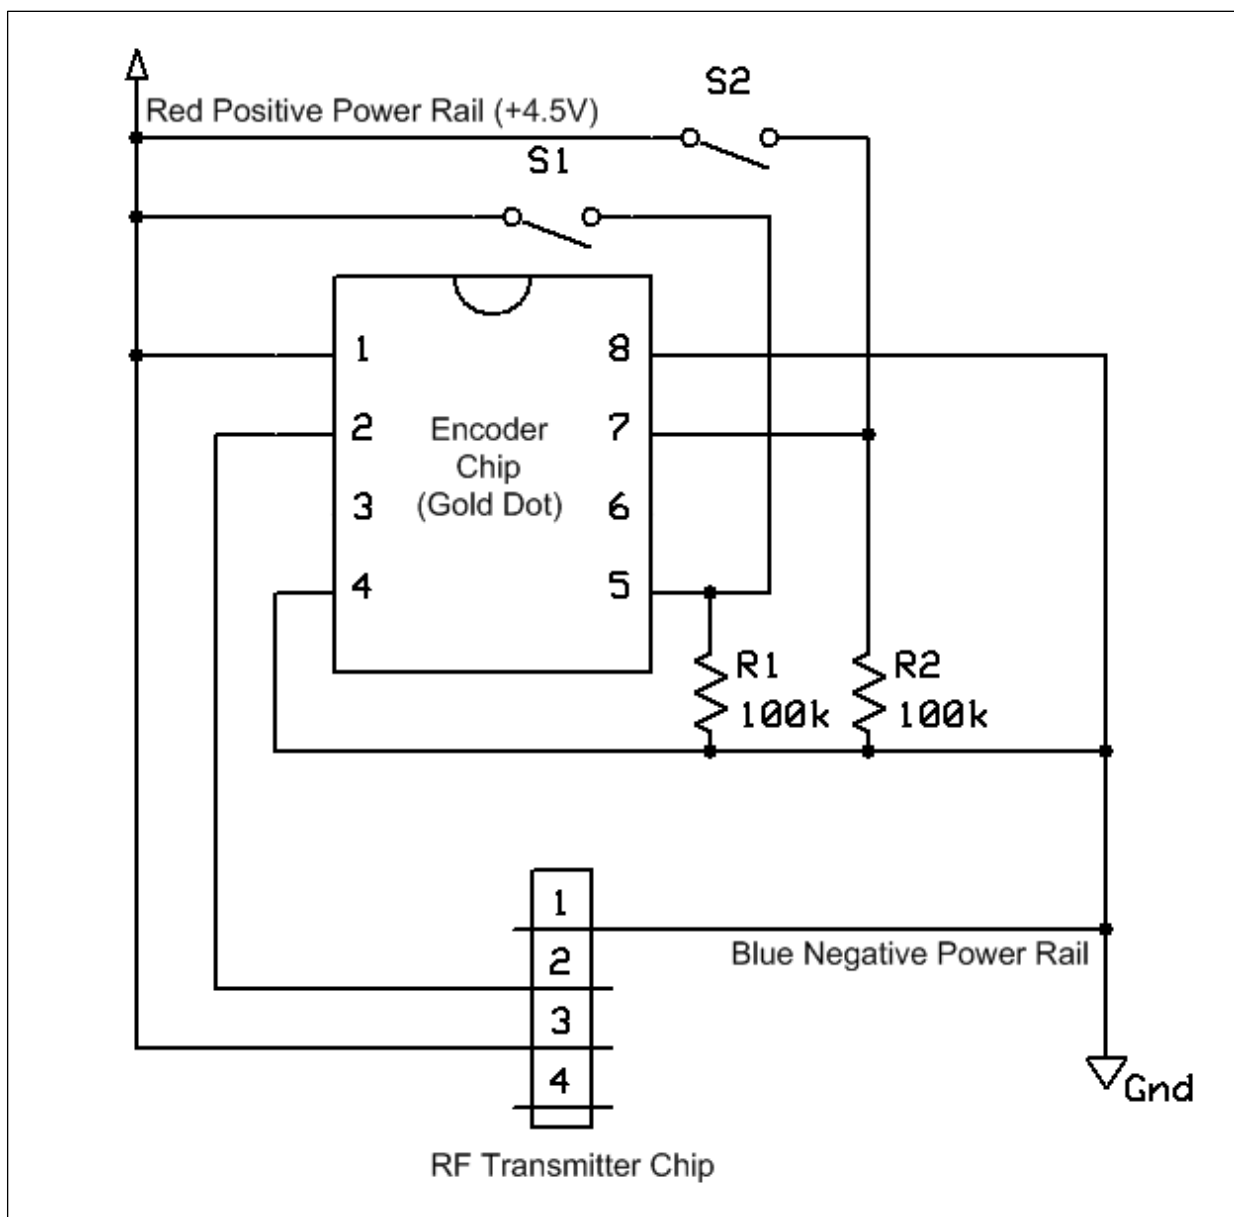 S2
Red Positive Power Rail (+4.5V)
S1
1 8
2 Encoder 7
Chip
3 (Gold Dot) 6
4 5
R1 R2
100k 100k
1
Blue Negative Power Rail
2
3
4
Gnd
RF Transmitter Chip